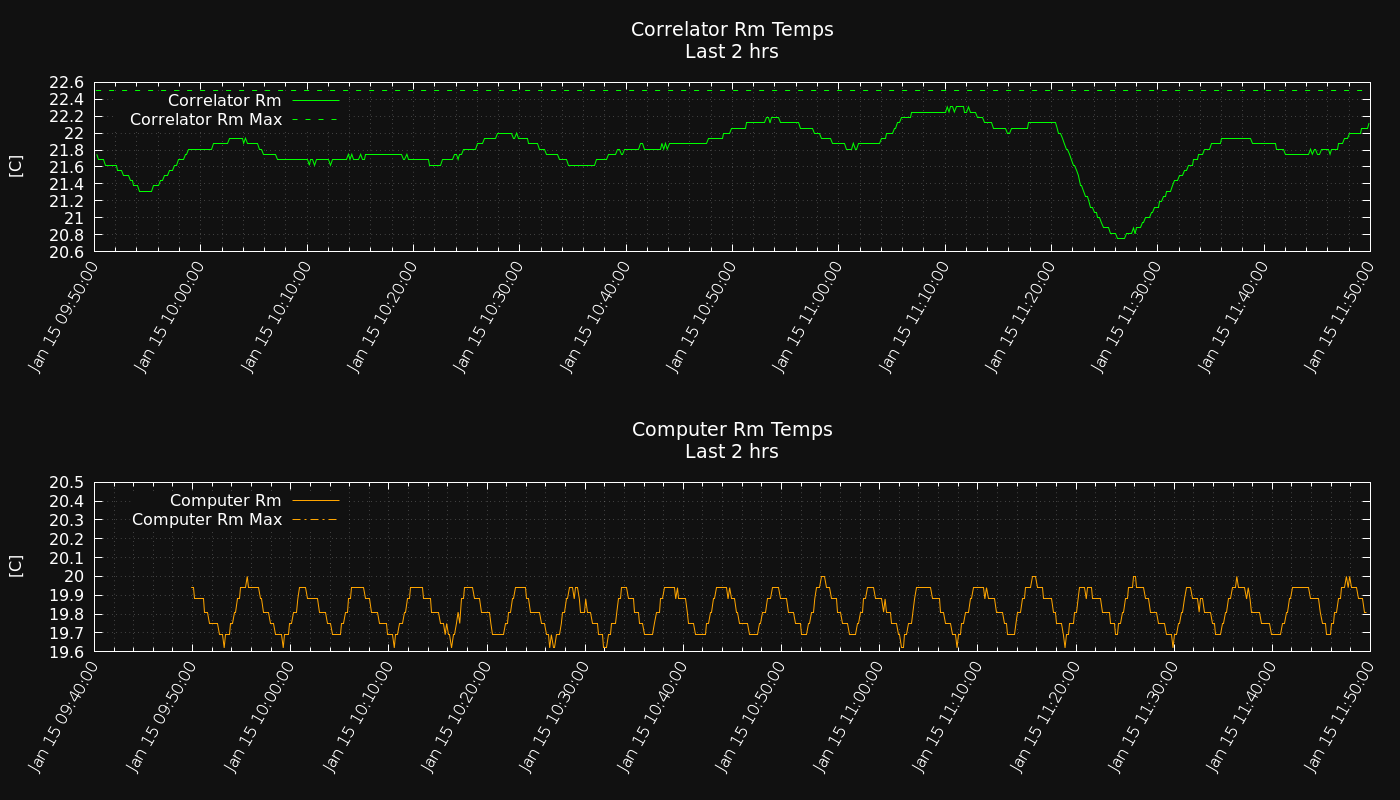 Correlator Rm Temps
Last 2 hrs
22.6
22.4
22.2
22
21.8
21.6
21.4
21.2
21
20.8
20.6
[C]
Correlator Rm
Correlator Rm Max
Jan 15 09:50:00
Jan 15 10:00:00
Jan 15 10:10:00
Jan 15 10:20:00
Jan 15 10:30:00
Jan 15 10:40:00
Jan 15 10:50:00
Jan 15 11:00:00
Jan 15 11:10:00
Jan 15 11:20:00
Jan 15 11:30:00
Jan 15 11:40:00
Jan 15 11:50:00
Computer Rm Temps
Last 2 hrs
20.5
20.4
20.3
20.2
20.1
20
19.9
19.8
19.7
19.6
[C]
Computer Rm
Computer Rm Max
Jan 15 09:40:00
Jan 15 09:50:00
Jan 15 10:00:00
Jan 15 10:10:00
Jan 15 10:20:00
Jan 15 10:30:00
Jan 15 10:40:00
Jan 15 10:50:00
Jan 15 11:00:00
Jan 15 11:10:00
Jan 15 11:20:00
Jan 15 11:30:00
Jan 15 11:40:00
Jan 15 11:50:00